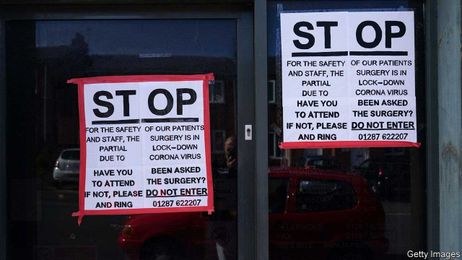 STOP
FOR THE SAFETY OF OUR PATIENTS
AND STAFF, THE SURGERY IS IN
PARTIAL LOCK-DOWN
DUE TO CORONA VIRUS
HAVE YOU BEEN ASKED
TO ATTEND THE SURGERY?
IF NOT, PLEASE DO NOT ENTER
AND RING 01287 622207
STOP
FOR THE SAFETY OF OUR PATIENTS
AND STAFF, THE SURGERY IS IN
PARTIAL LOCK-DOWN
DUE TO CORONA VIRUS
HAVE YOU BEEN ASKED
TO ATTEND THE SURGERY?
IF NOT, PLEASE DO NOT ENTER
AND RING 01287 622207
Getty Images